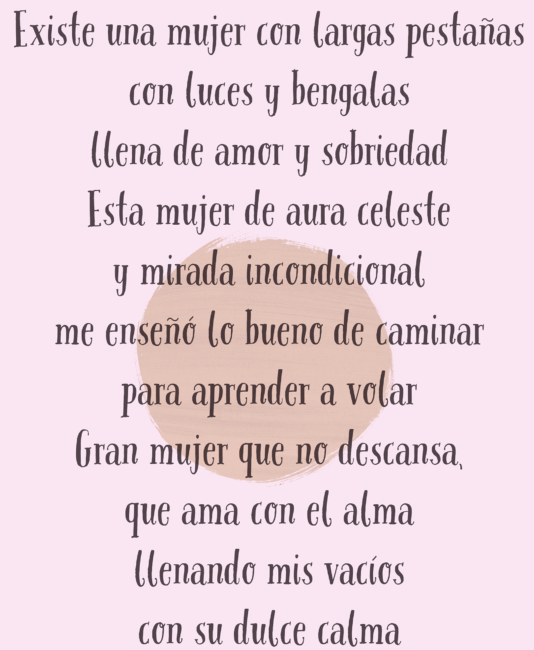 Existe una mujer con largas pestañas
con luces y bengalas
llena de amor y sobriedad
Esta mujer de aura celeste
y mirada incondicional
me enseñó lo bueno de caminar
para aprender a volar
Gran mujer que no descansa,
que ama con el alma
llenando mis vacíos
con su dulce calma